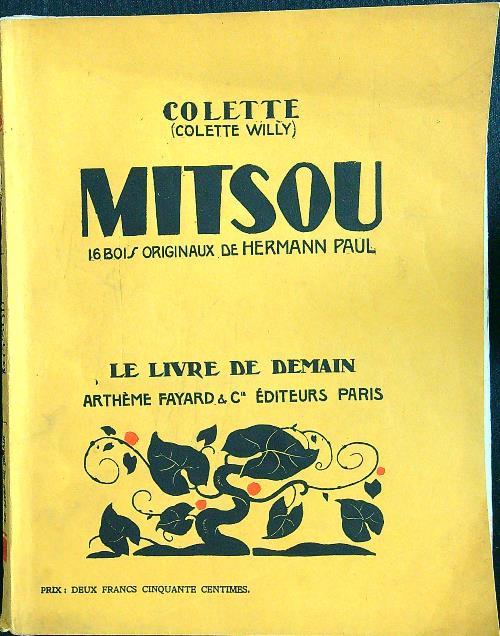 COLETTE
(COLETTE WILLY)
MITSOU
16 BOIS ORIGINAUX DE HERMANN PAUL
LE LIVRE DE DEMAIN
ARTHÈME FAYARD & Cie ÉDITEURS PARIS
PRIX : DEUX FRANCS CINQUANTE CENTIMES.